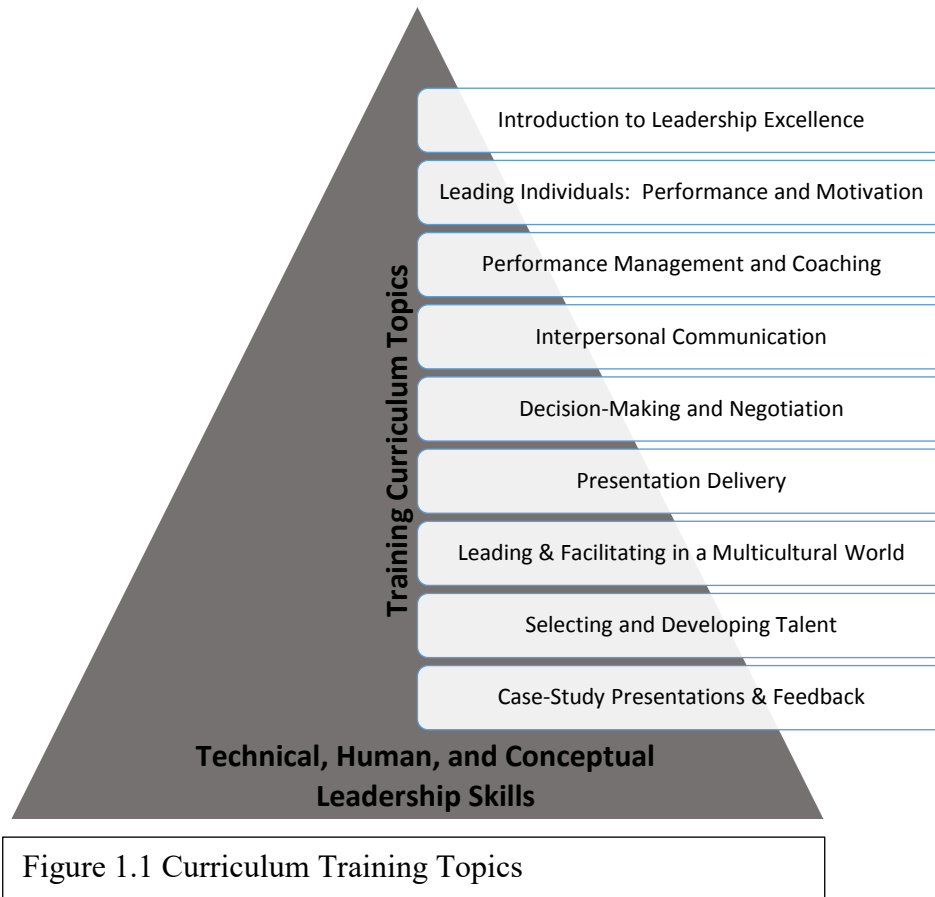 Introduction to Leadership Excellence
Leading Individuals:  Performance and Motivation
Performance Management and Coaching
Interpersonal Communication
Decision-Making and Negotiation
Presentation Delivery
Leading & Facilitating in a Multicultural World
Selecting and Developing Talent
Case-Study Presentations & Feedback
Training Curriculum Topics
Technical, Human, and Conceptual
Leadership Skills
Figure 1.1 Curriculum Training Topics